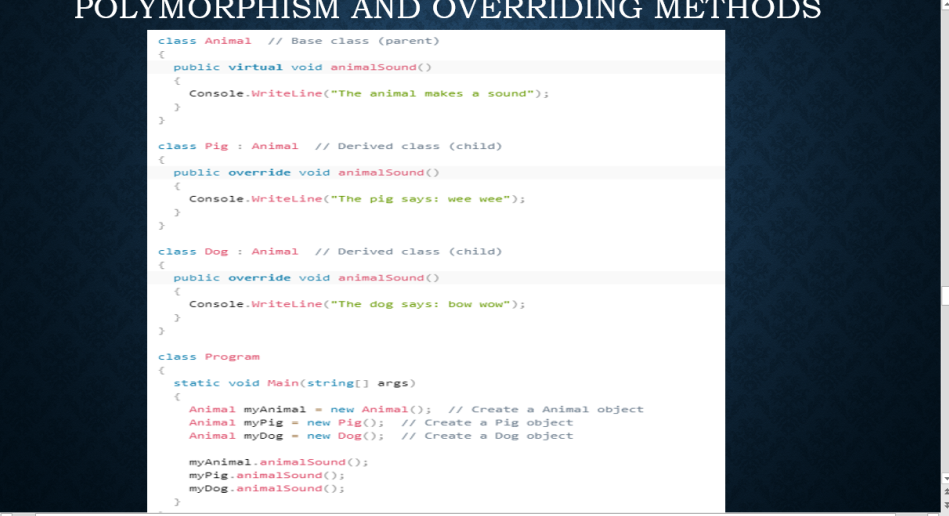 POLYMORPHISM AND OVERRIDING METHODS
class Animal  // Base class (parent)
{
  public virtual void animalSound()
  {
    Console.WriteLine("The animal makes a sound");
  }
}
class Pig : Animal  // Derived class (child)
{
  public override void animalSound()
  {
    Console.WriteLine("The pig says: wee wee");
  }
}
class Dog : Animal  // Derived class (child)
{
  public override void animalSound()
  {
    Console.WriteLine("The dog says: bow wow");
  }
}
class Program
{
  static void Main(string[] args)
  {
    Animal myAnimal = new Animal();  // Create a Animal object
    Animal myPig = new Pig();  // Create a Pig object
    Animal myDog = new Dog();  // Create a Dog object
    myAnimal.animalSound();
    myPig.animalSound();
    myDog.animalSound();
  }